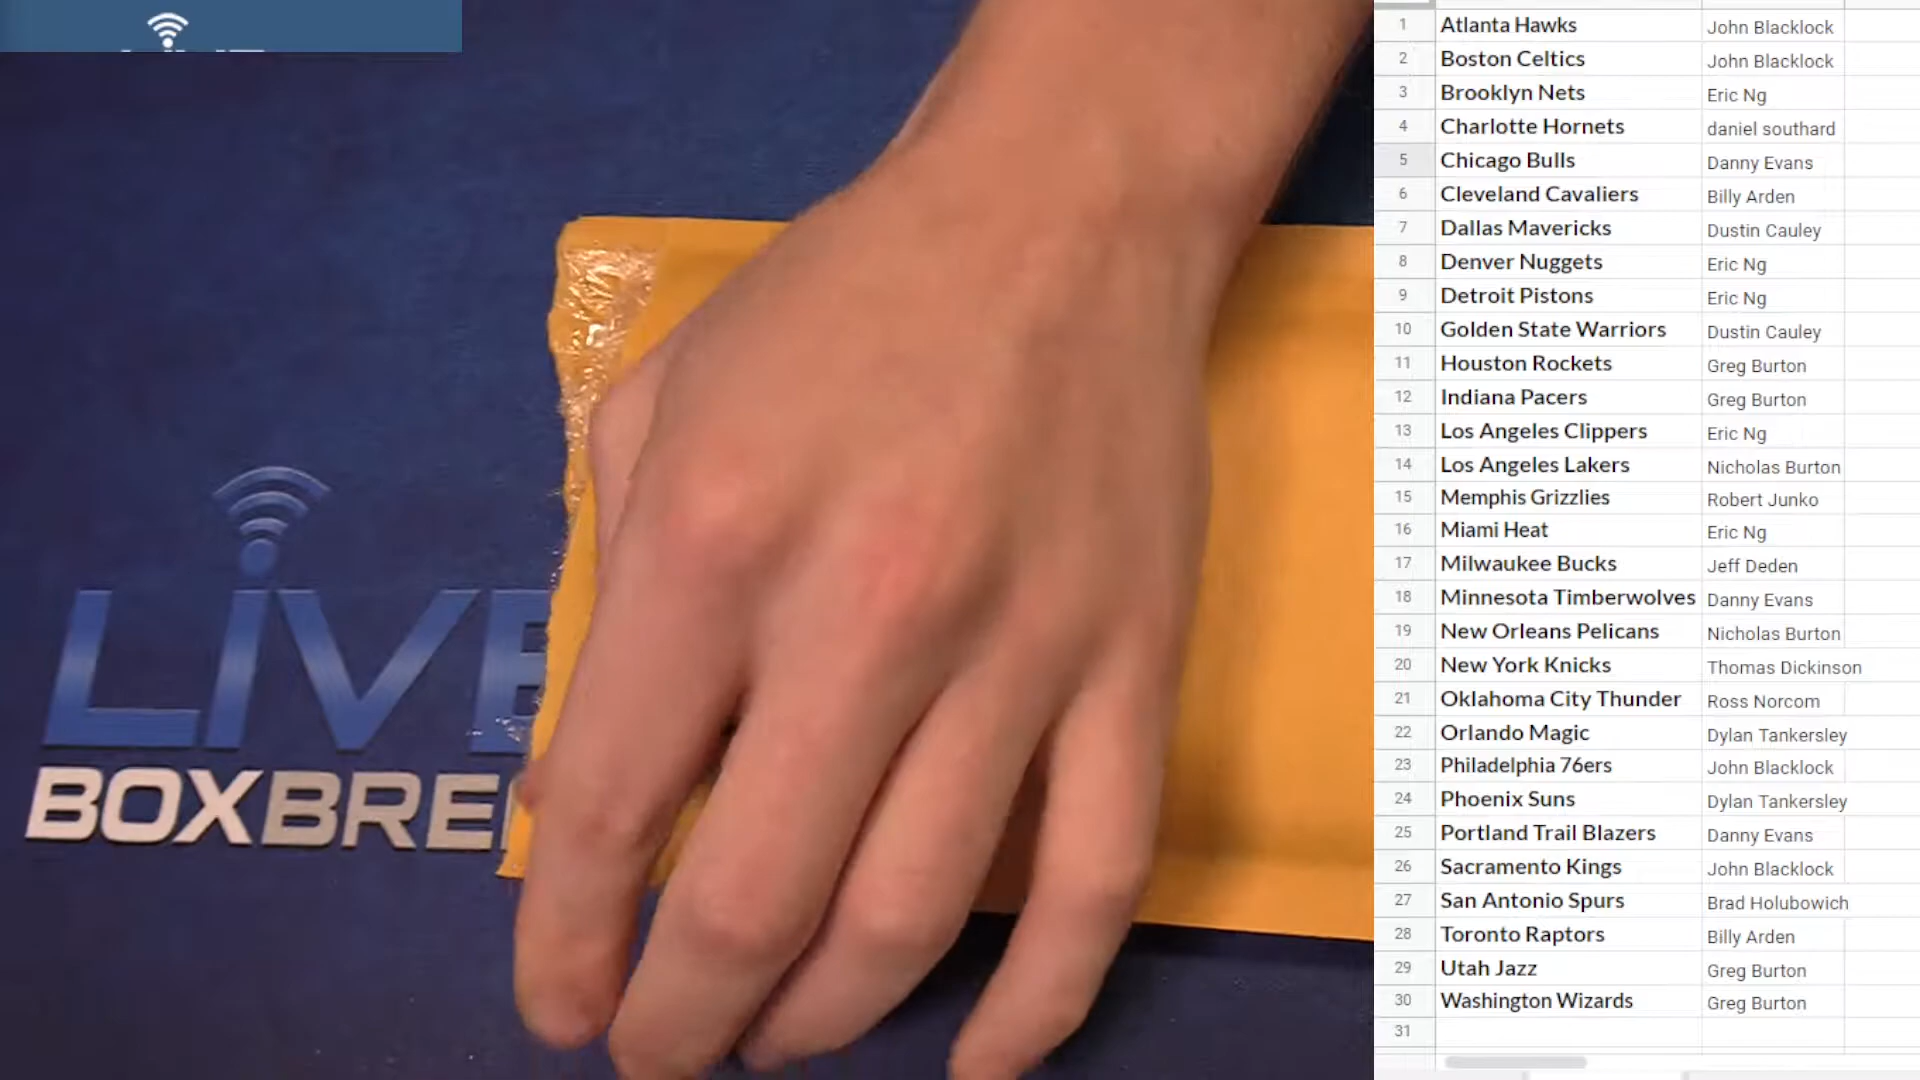 LIVE
BOXBRE
1 Atlanta Hawks John Blacklock
2 Boston Celtics John Blacklock
3 Brooklyn Nets Eric Ng
4 Charlotte Hornets daniel southard
5 Chicago Bulls Danny Evans
6 Cleveland Cavaliers Billy Arden
7 Dallas Mavericks Dustin Cauley
8 Denver Nuggets Eric Ng
9 Detroit Pistons Eric Ng
10 Golden State Warriors Dustin Cauley
11 Houston Rockets Greg Burton
12 Indiana Pacers Greg Burton
13 Los Angeles Clippers Eric Ng
14 Los Angeles Lakers Nicholas Burton
15 Memphis Grizzlies Robert Junko
16 Miami Heat Eric Ng
17 Milwaukee Bucks Jeff Deden
18 Minnesota Timberwolves Danny Evans
19 New Orleans Pelicans Nicholas Burton
20 New York Knicks Thomas Dickinson
21 Oklahoma City Thunder Ross Norcom
22 Orlando Magic Dylan Tankersley
23 Philadelphia 76ers John Blacklock
24 Phoenix Suns Dylan Tankersley
25 Portland Trail Blazers Danny Evans
26 Sacramento Kings John Blacklock
27 San Antonio Spurs Brad Holubowich
28 Toronto Raptors Billy Arden
29 Utah Jazz Greg Burton
30 Washington Wizards Greg Burton
31